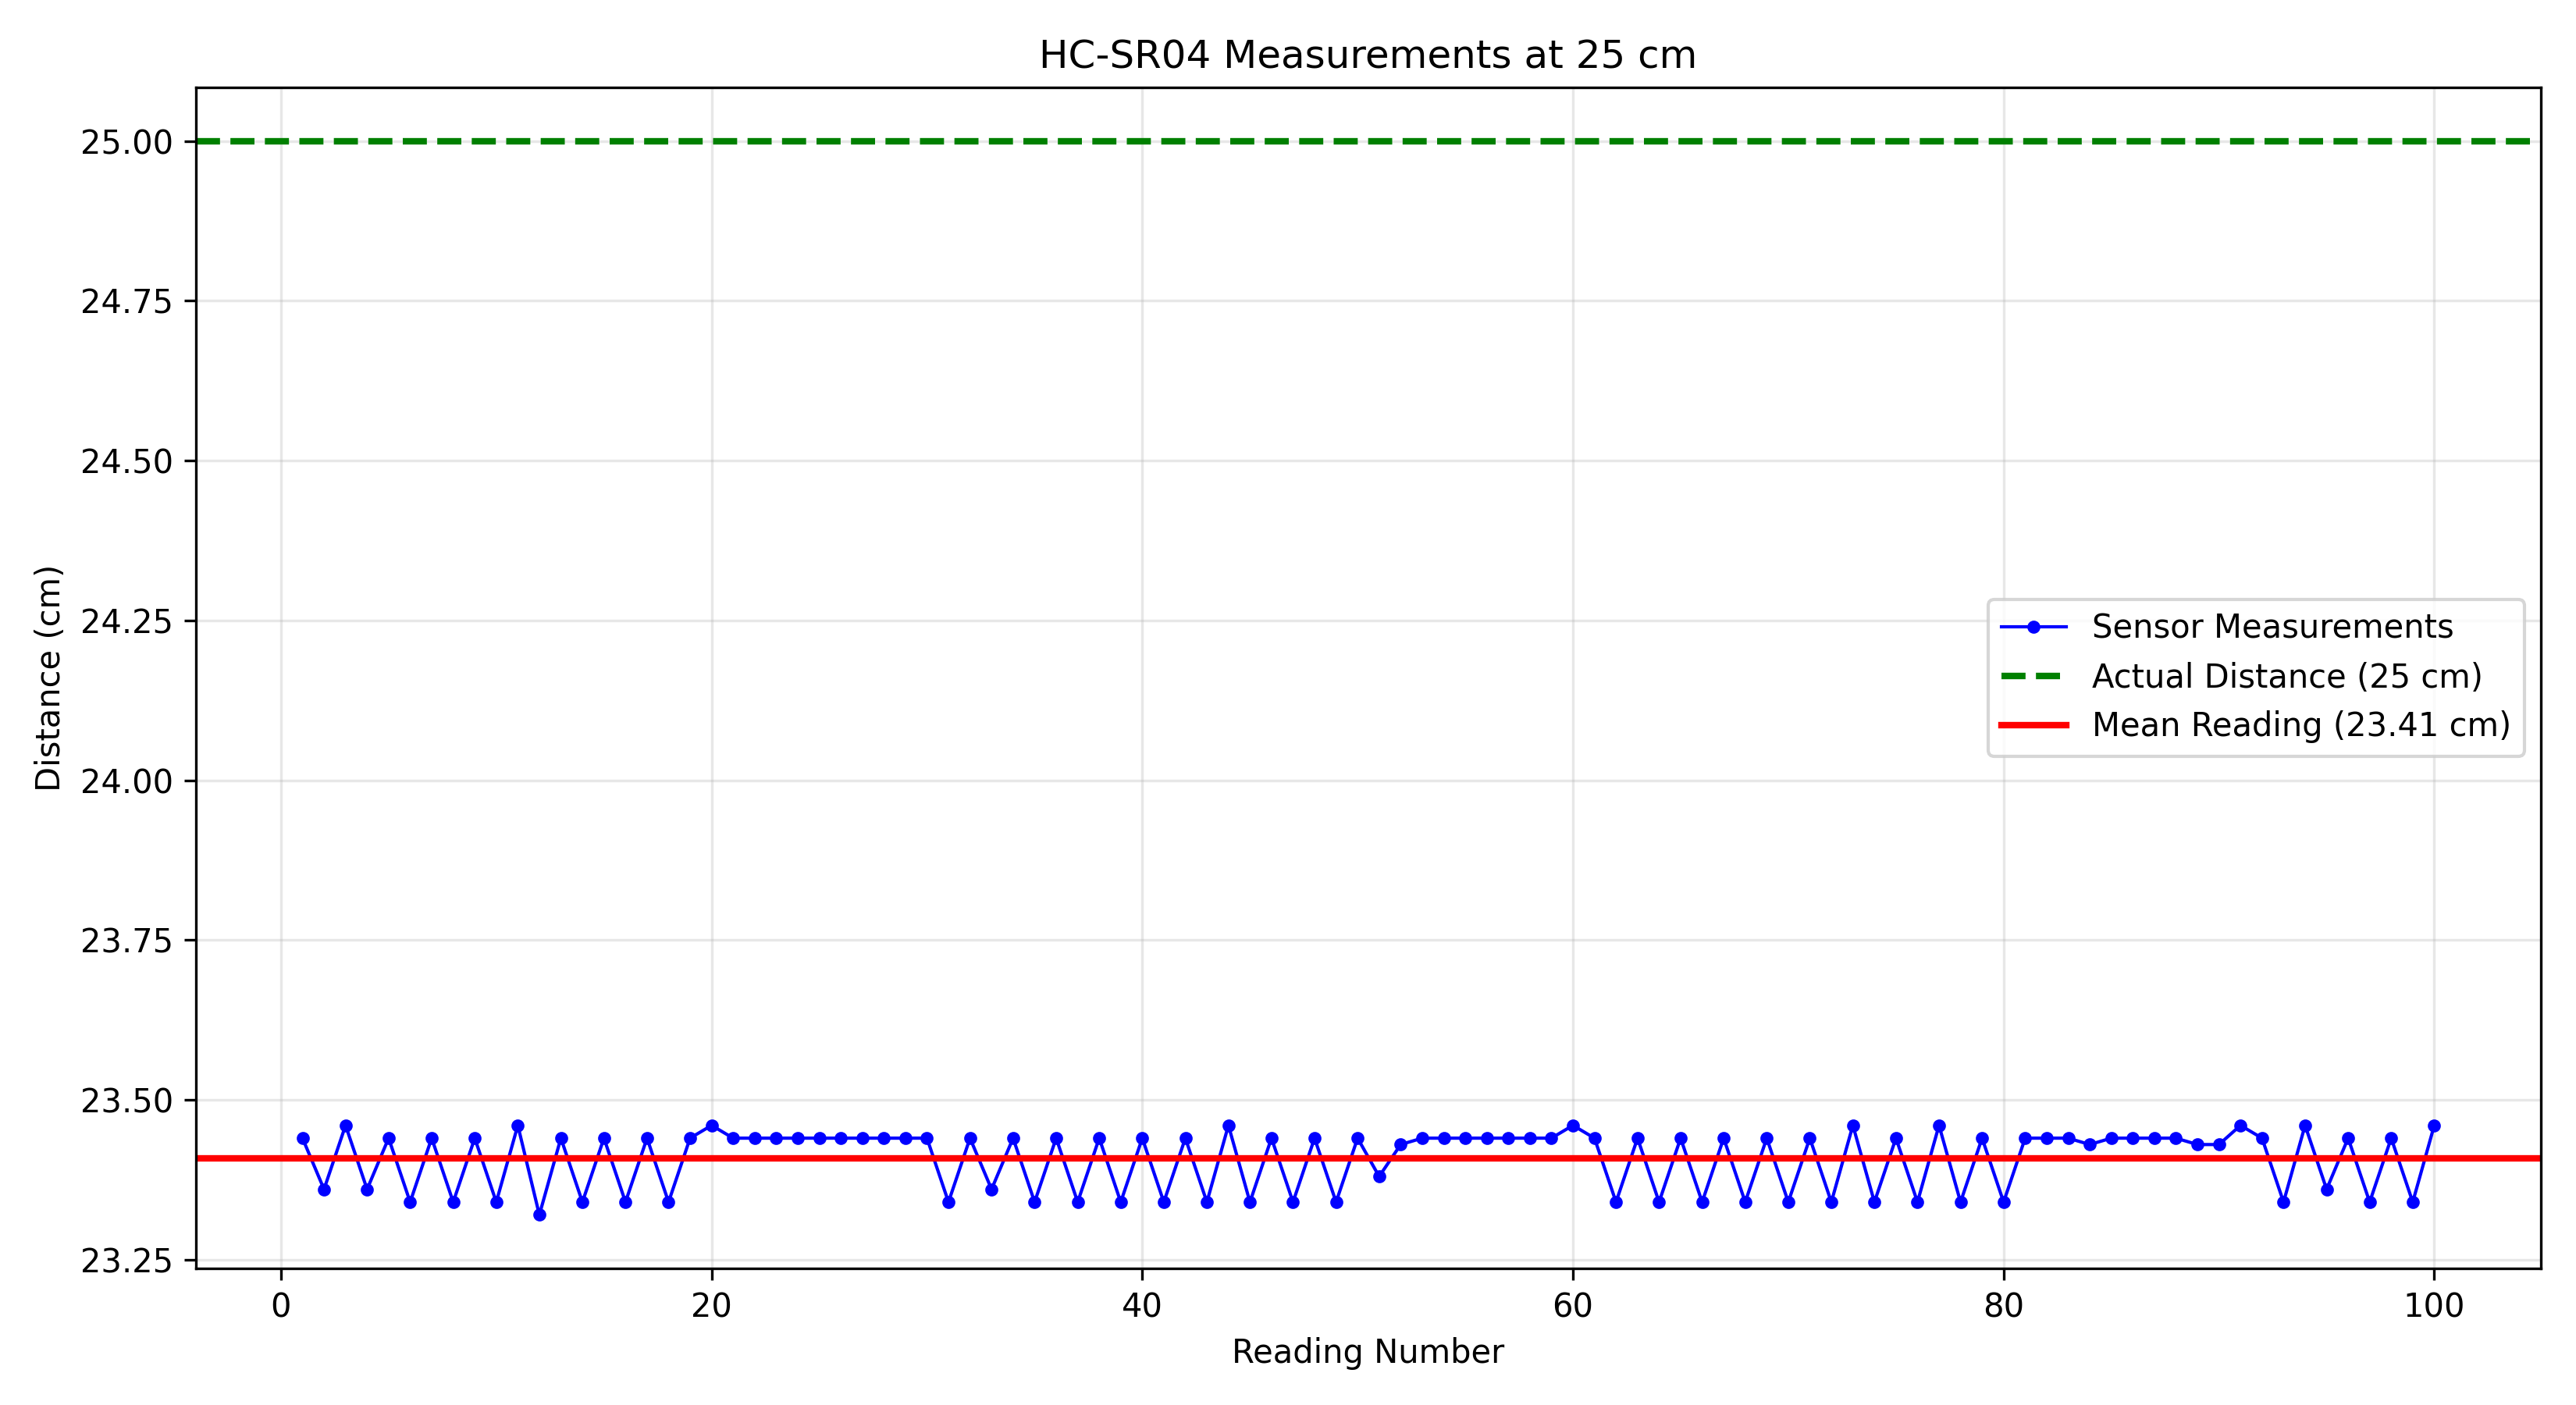 HC-SR04 Measurements at 25 cm
25.00
24.75
24.50
24.25
24.00
23.75
23.50
23.25
Distance (cm)
Sensor Measurements
Actual Distance (25 cm)
Mean Reading (23.41 cm)
0 20 40 60 80 100
Reading Number